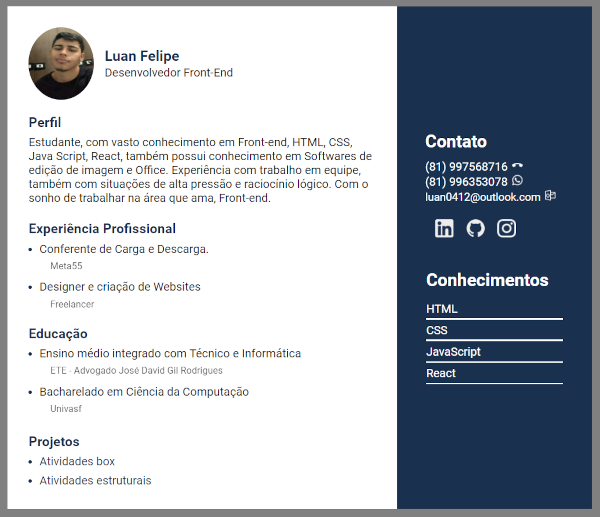 Luan Felipe
Desenvolvedor Front-End
Perfil
Estudante, com vasto conhecimento em Front-end, HTML, CSS,
Java Script, React, também possui conhecimento em Softwares de
edição de imagem e Office. Experiência com trabalho em equipe,
também com situações de alta pressão e raciocínio lógico. Com o
sonho de trabalhar na área que ama, Front-end.
Experiência Profissional
Conferente de Carga e Descarga.
Meta55
Designer e criação de Websites
Freelancer
Educação
Ensino médio integrado com Técnico e Informática
ETE - Advogado José David Gil Rodrigues
Bacharelado em Ciência da Computação
Univasf
Projetos
Atividades box
Atividades estruturais
Contato
(81) 997568716
(81) 996353078
luan0412@outlook.com
Conhecimentos
HTML
CSS
JavaScript
React